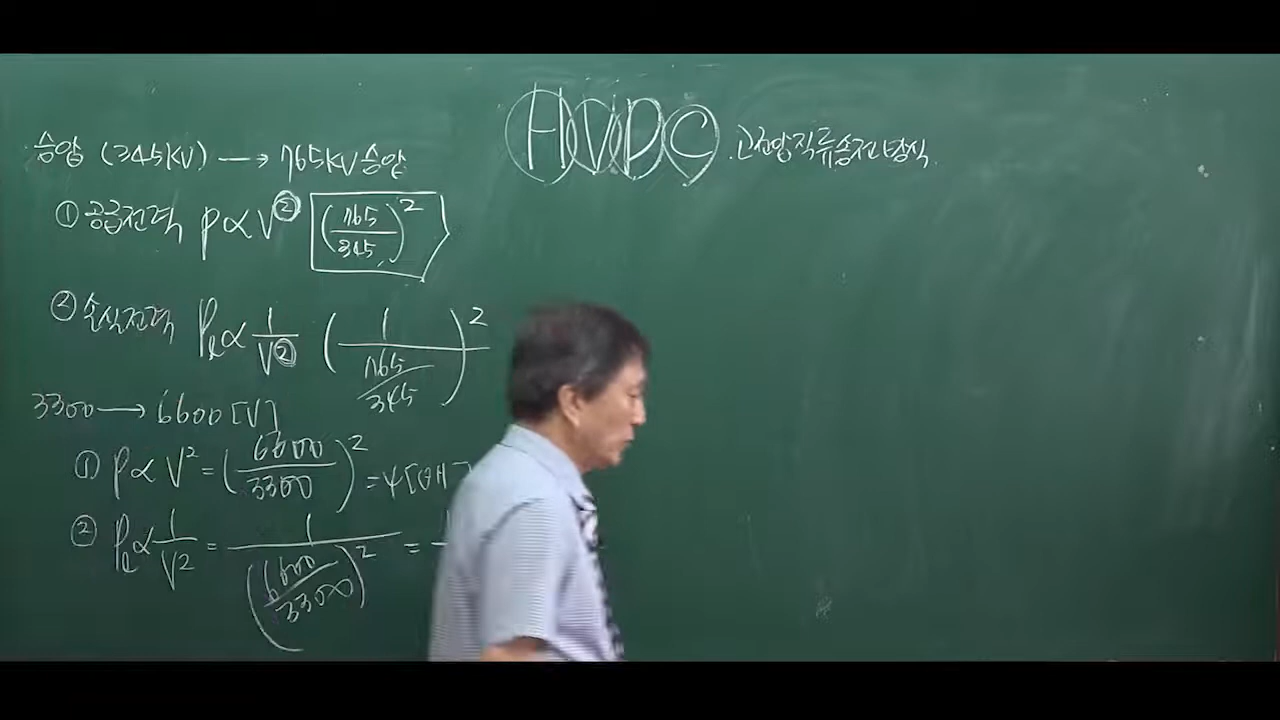 승압 (345KV) → 765KV승압
① 공급전력 P∝V² (765/345)²
② 손실전력 Pℓ∝1/V² (1/(765/345))²
3300 → 6600[V]
① P∝V² = (6600/3300)² = 4[배]
② Pℓ∝1/V² = 1/(6600/3300)² =
HVDC 고전압직류송전방식